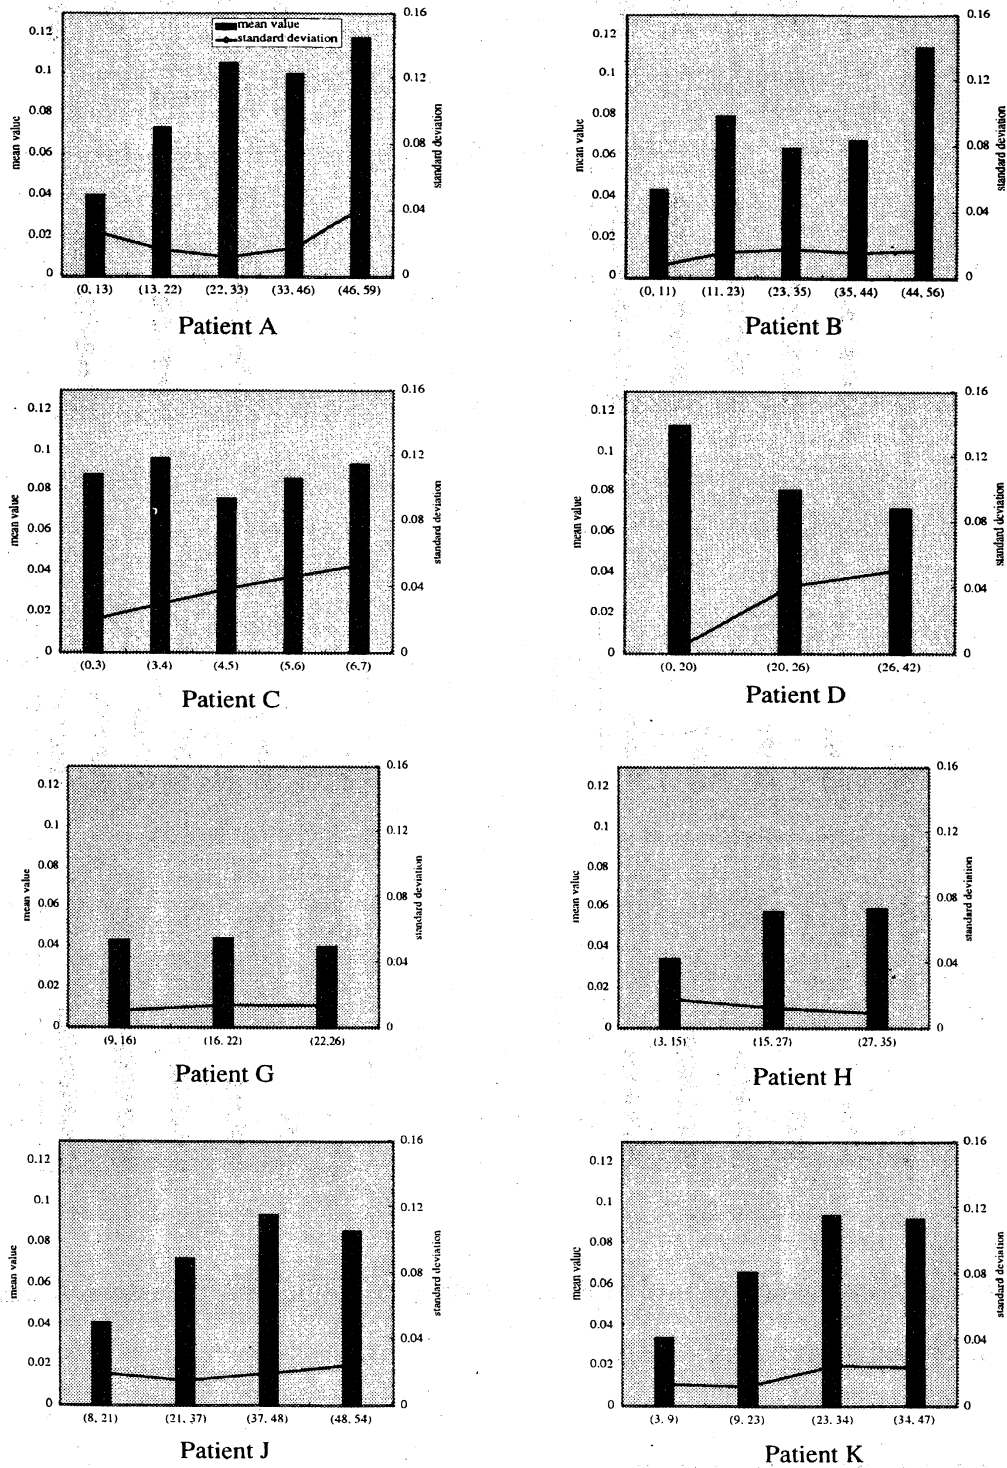 mean value
standard deviation
0.12
0.1
0.08
0.06
0.04
0.02
0
mean value
0.16
0.12
0.08
0.04
0
standard deviation
(0, 13) (13, 22) (22, 33) (33, 46) (46, 59)
Patient A
0.12
0.1
0.08
0.06
0.04
0.02
0
mean value
0.16
0.12
0.08
0.04
0
standard deviation
(0, 11) (11, 23) (23, 35) (35, 44) (44, 56)
Patient B
0.12
0.1
0.08
0.06
0.04
0.02
0
mean value
0.16
0.12
0.08
0.04
0
standard deviation
(0,3) (3,4) (4,5) (5,6) (6,7)
Patient C
0.12
0.1
0.08
0.06
0.04
0.02
0
mean value
0.16
0.12
0.08
0.04
0
standard deviation
(0, 20) (20, 26) (26, 42)
Patient D
0.12
0.1
0.08
0.06
0.04
0.02
0
mean value
0.16
0.12
0.08
0.04
0
standard deviation
(9, 16) (16, 22) (22,26)
Patient G
0.12
0.1
0.08
0.06
0.04
0.02
0
mean value
0.16
0.12
0.08
0.04
0
standard deviation
(3, 15) (15, 27) (27, 35)
Patient H
0.12
0.1
0.08
0.06
0.04
0.02
0
mean value
0.16
0.12
0.08
0.04
0
standard deviation
(8, 21) (21, 37) (37, 48) (48, 54)
Patient J
0.12
0.1
0.08
0.06
0.04
0.02
0
mean value
0.16
0.12
0.08
0.04
0
standard deviation
(3, 9) (9, 23) (23, 34) (34, 47)
Patient K